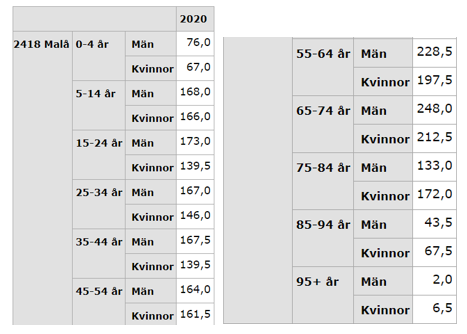 2020
2418 Malå 0-4 år Män 76,0
Kvinnor 67,0
5-14 år Män 168,0
Kvinnor 166,0
15-24 år Män 173,0
Kvinnor 139,5
25-34 år Män 167,0
Kvinnor 146,0
35-44 år Män 167,5
Kvinnor 139,5
45-54 år Män 164,0
Kvinnor 161,5
55-64 år Män 228,5
Kvinnor 197,5
65-74 år Män 248,0
Kvinnor 212,5
75-84 år Män 133,0
Kvinnor 172,0
85-94 år Män 43,5
Kvinnor 67,5
95+ år Män 2,0
Kvinnor 6,5